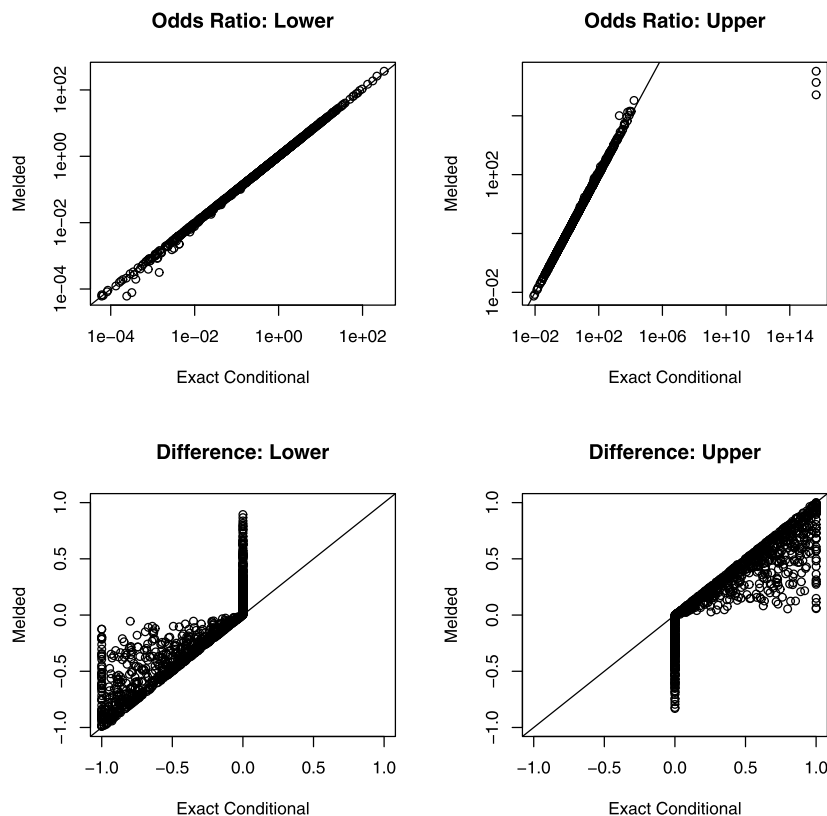 Odds Ratio: Lower
Melded
1e+02
1e+00
1e−02
1e−04
1e−04 1e−02 1e+00 1e+02
Exact Conditional
Odds Ratio: Upper
Melded
1e+02
1e−02
1e−02 1e+02 1e+06 1e+10 1e+14
Exact Conditional
Difference: Lower
Melded
1.0
0.5
0.0
−0.5
−1.0
−1.0 −0.5 0.0 0.5 1.0
Exact Conditional
Difference: Upper
Melded
1.0
0.5
0.0
−0.5
−1.0
−1.0 −0.5 0.0 0.5 1.0
Exact Conditional